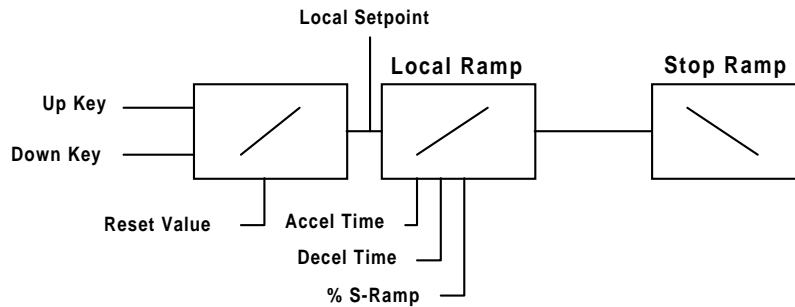 Local Setpoint
Local Ramp
Stop Ramp
Up Key
Down Key
Reset Value
Accel Time
Decel Time
% S-Ramp